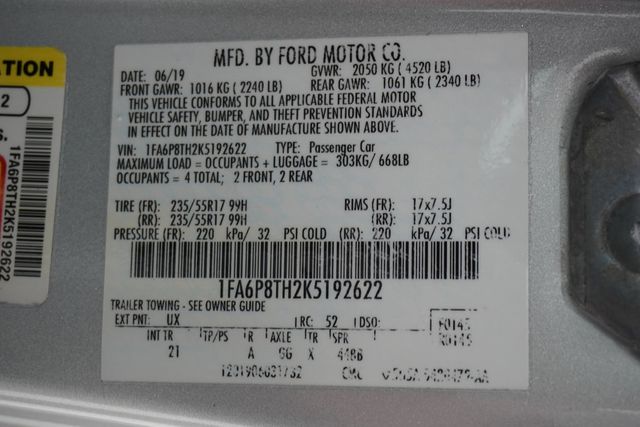 ATION
2
S.
1FA6P8TH2K5192622
MFD. BY FORD MOTOR CO.
DATE: 06/19 GVWR: 2050 KG ( 4520 LB)
FRONT GAWR: 1016 KG ( 2240 LB) REAR GAWR: 1061 KG ( 2340 LB)
THIS VEHICLE CONFORMS TO ALL APPLICABLE FEDERAL MOTOR
VEHICLE SAFETY, BUMPER, AND THEFT PREVENTION STANDARDS
IN EFFECT ON THE DATE OF MANUFACTURE SHOWN ABOVE.
VIN: 1FA6P8TH2K5192622 TYPE: Passenger Car
MAXIMUM LOAD = OCCUPANTS + LUGGAGE = 303KG/ 668LB
OCCUPANTS = 4 TOTAL; 2 FRONT, 2 REAR
TIRE (FR): 235/55R17 99H RIMS (FR): 17x7.5J
(RR): 235/55R17 99H (RR): 17x7.5J
PRESSURE (FR): 220 kPa/ 32 PSI COLD (RR): 220 kPa/ 32 PSI COLD
1FA6P8TH2K5192622
TRAILER TOWING - SEE OWNER GUIDE
EXT PNT: UX RC: 52 DSO:
INT TR TP/PS R AXLE TR SPR
2T A GG X 44BB
F0145
R0145